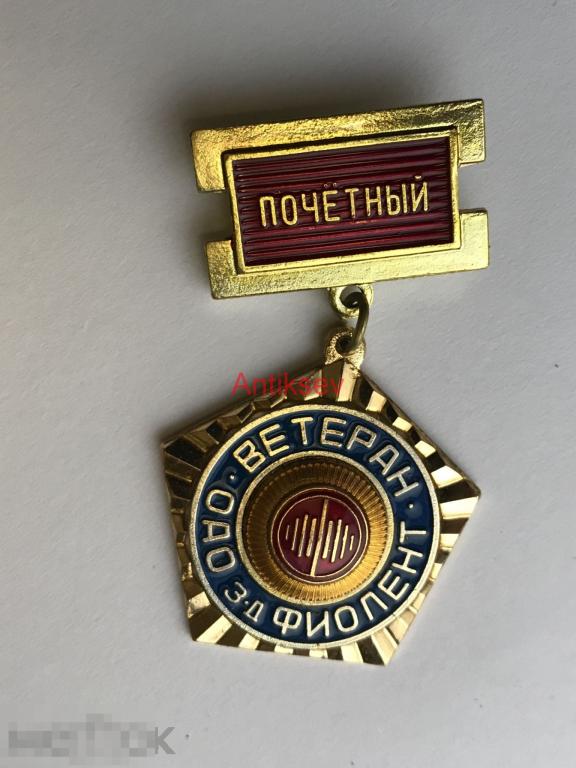 ПОЧЁТНЫЙ
Antiksev
· ВЕТЕРАН ·
ОАО З-Д ФИОЛЕНТ